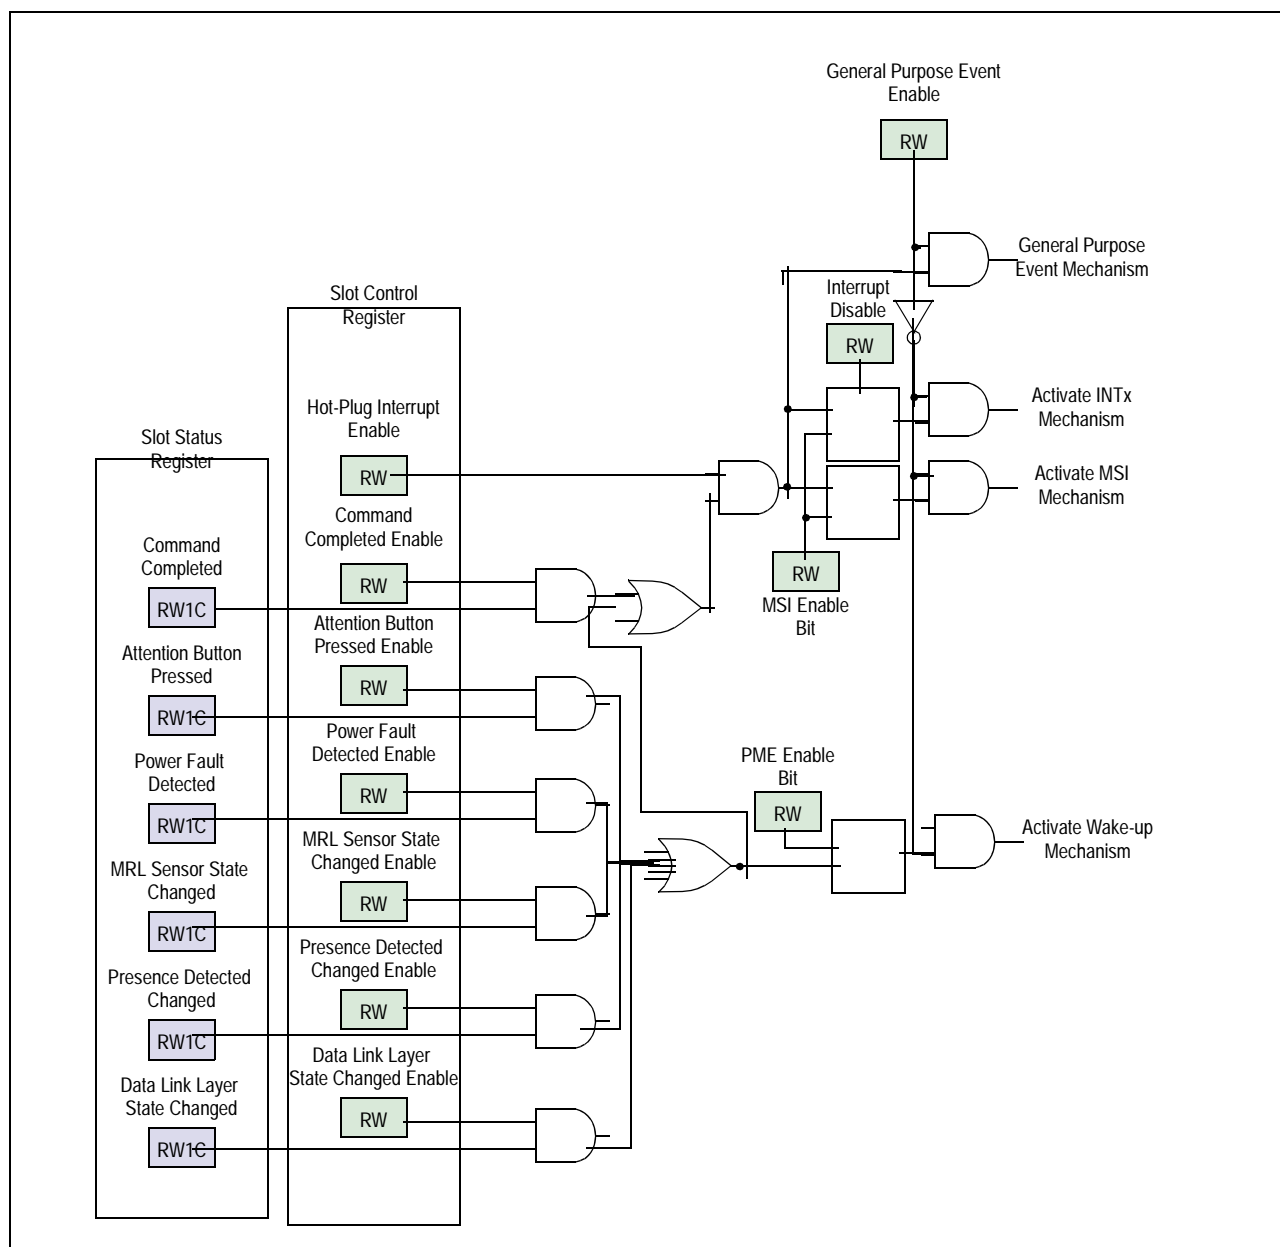 General Purpose Event
Enable
RW
General Purpose
Event Mechanism
Interrupt
Disable
RW
Activate INTx
Mechanism
Activate MSI
Mechanism
RW
MSI Enable
Bit
Slot Control
Register
Hot-Plug Interrupt
Enable
RW
Command
Completed Enable
RW
Attention Button
Pressed Enable
RW
Power Fault
Detected Enable
RW
MRL Sensor State
Changed Enable
RW
Presence Detected
Changed Enable
RW
Data Link Layer
State Changed Enable
RW
Slot Status
Register
Command
Completed
RW1C
Attention Button
Pressed
RW1C
Power Fault
Detected
RW1C
MRL Sensor State
Changed
RW1C
Presence Detected
Changed
RW1C
Data Link Layer
State Changed
RW1C
PME Enable
Bit
RW
Activate Wake-up
Mechanism